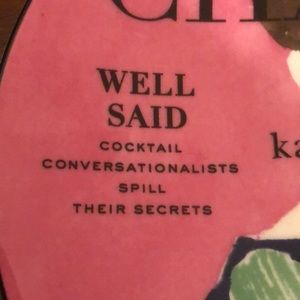 WELL
SAID
COCKTAIL
CONVERSATIONALISTS
SPILL
THEIR SECRETS